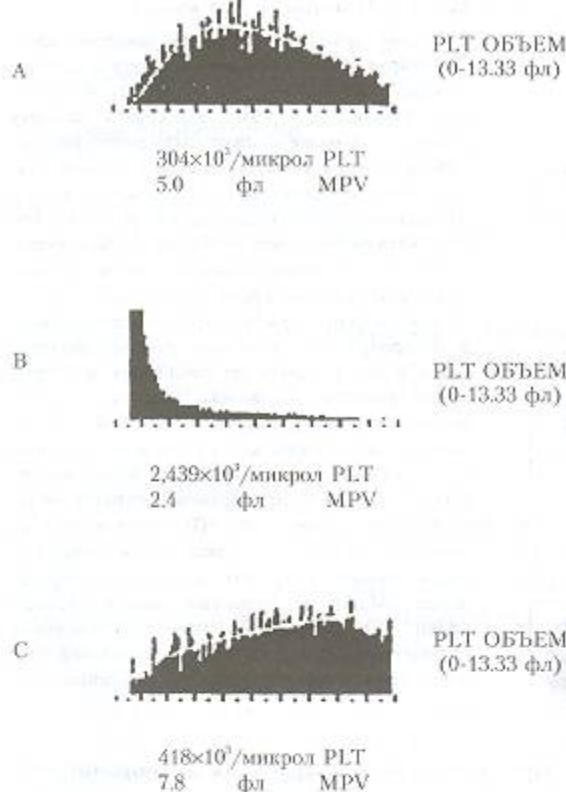 A
PLT ОБЪЕМ
(0-13.33 фл)
304×10³/микрол PLT
5.0 фл MPV
B
PLT ОБЪЕМ
(0-13.33 фл)
2,439×10³/микрол PLT
2.4 фл MPV
C
PLT ОБЪЕМ
(0-13.33 фл)
418×10³/микрол PLT
7.8 фл MPV